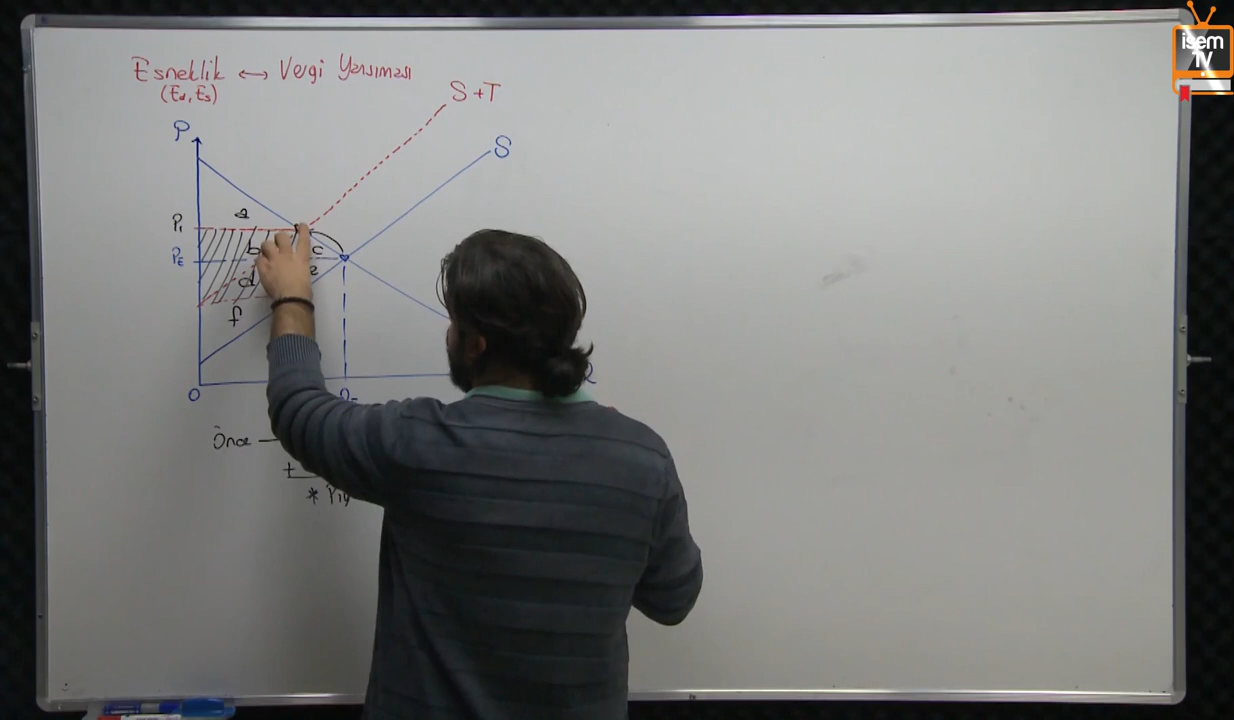 Esneklik ↔ Vergi Yansıması
(Ed, Es)
isem
TV
S+T
P
S
a
P1
b
c
PE
e
d
f
0
Önce —
+
*